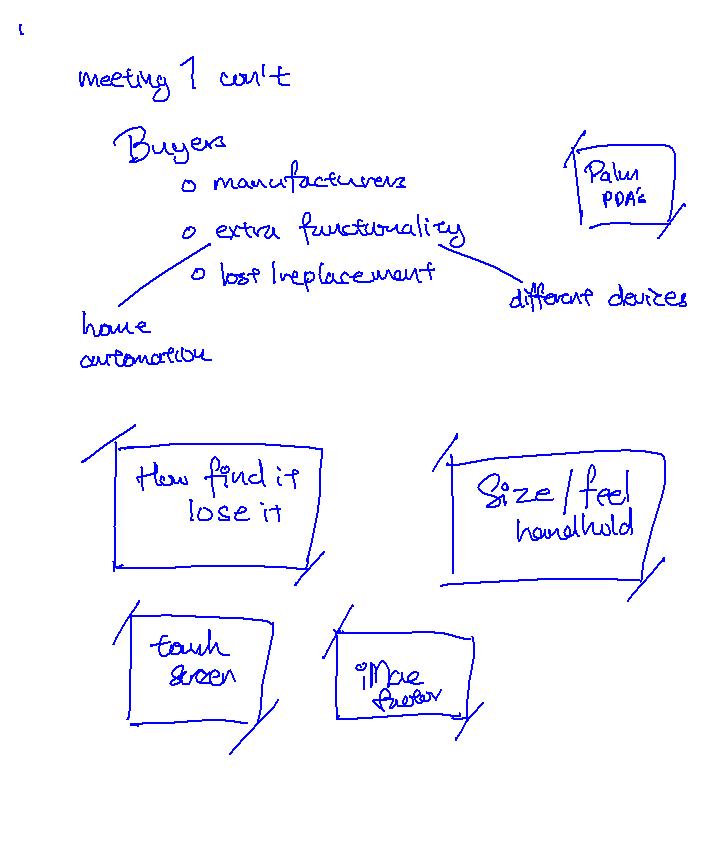 meeting 1 con't
Buyers
o manufacturers
Palm
PDA's
o extra functionality
o lost/replacement
different devices
home
automation
How find it
lose it
Size/feel
handhold
touch
screen
iMac
factor